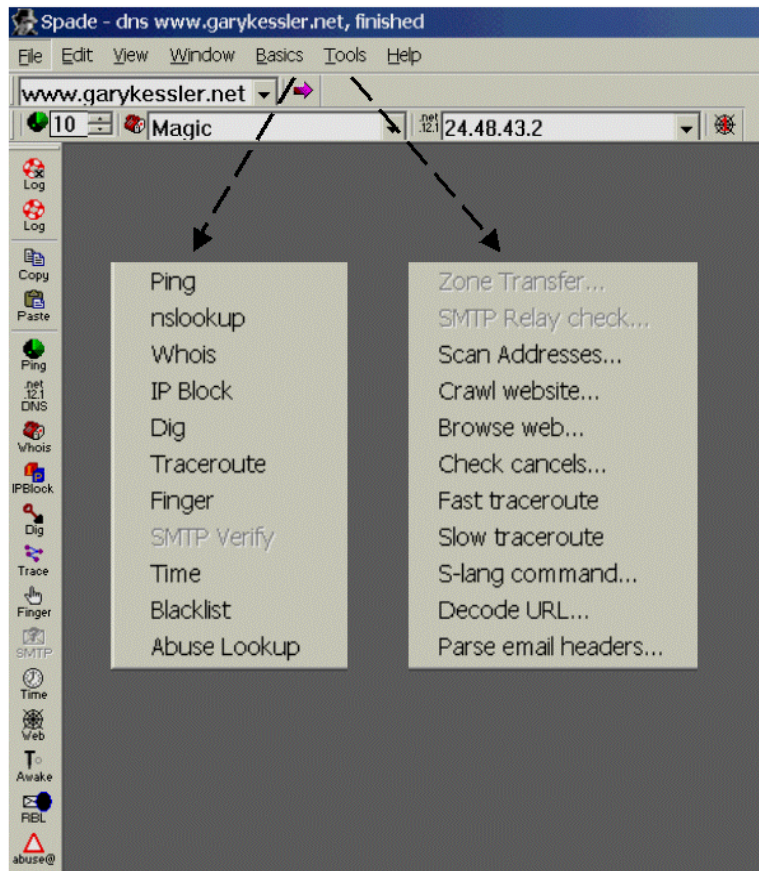 Spade - dns www.garykessler.net, finished
File Edit View Window Basics Tools Help
www.garykessler.net
10 Magic .net .12.1 24.48.43.2
Log
Log
Copy
Paste
Ping
.net
.12.1
DNS
Whois
IPBlock
Dig
Trace
Finger
SMTP
Time
Web
Awake
RBL
abuse@
Ping
nslookup
Whois
IP Block
Dig
Traceroute
Finger
SMTP Verify
Time
Blacklist
Abuse Lookup
Zone Transfer...
SMTP Relay check...
Scan Addresses...
Crawl website...
Browse web...
Check cancels...
Fast traceroute
Slow traceroute
S-lang command...
Decode URL...
Parse email headers...